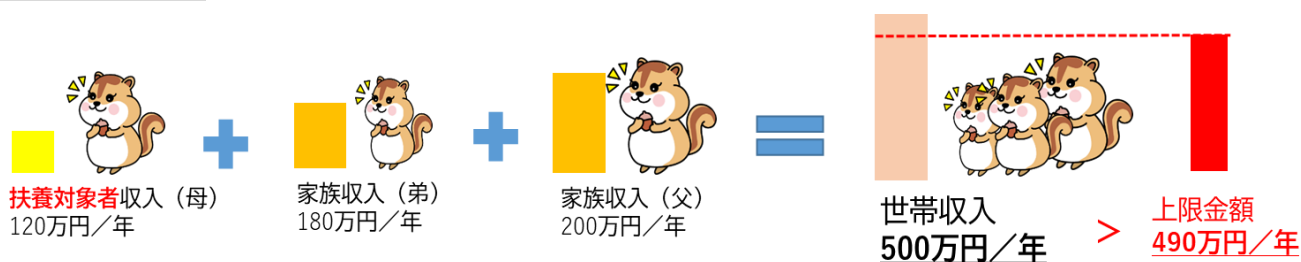 扶養対象者収入（母）
120万円／年
家族収入（弟）
180万円／年
家族収入（父）
200万円／年
世帯収入
500万円／年
＞
上限金額
490万円／年